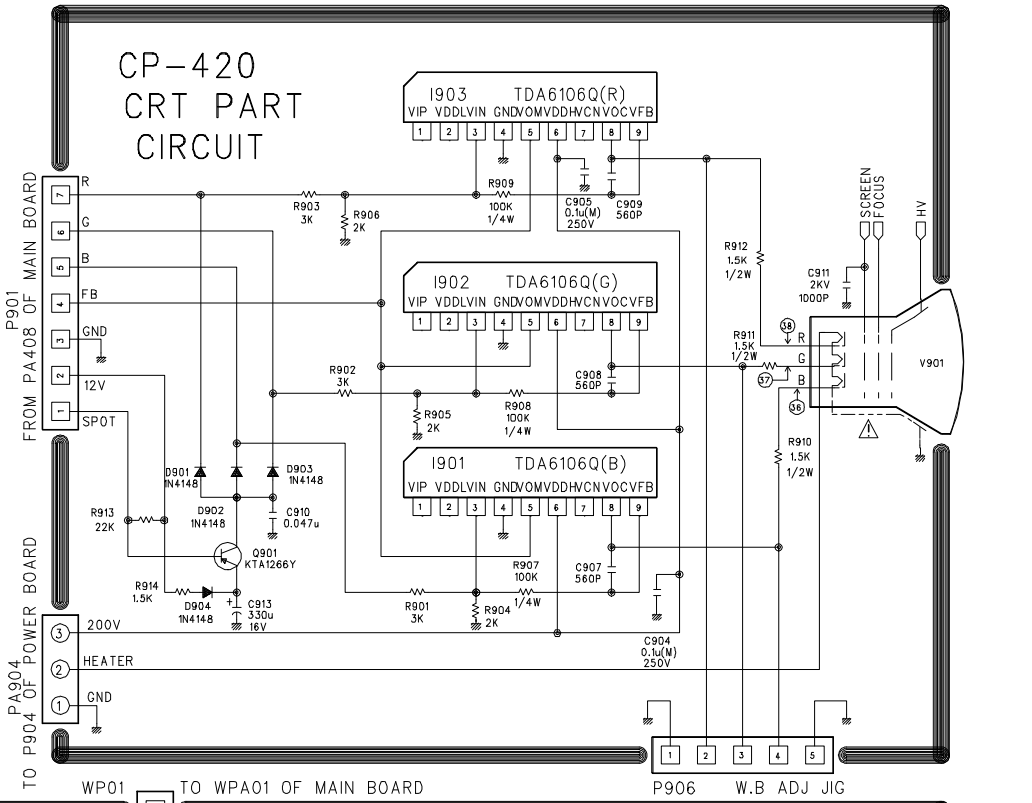 CP-420
CRT PART
CIRCUIT
I903 TDA6106Q(R)
VIP VDDLVIN GNDVOMVDDHVCNVOCVFB
1 2 3 4 5 6 7 8 9
R909
100K
1/4W
C905
0.1u(M)
250V
C909
560P
R903
3K
R906
2K
SCREEN
FOCUS
HV
P901
FROM PA408 OF MAIN BOARD
7 R
6 G
5 B
4 FB
3 GND
2 12V
1 SPOT
I902 TDA6106Q(G)
VIP VDDLVIN GNDVOMVDDHVCNVOCVFB
1 2 3 4 5 6 7 8 9
R912
1.5K
1/2W
C911
2KV
1000P
R911
1.5K
1/2W
38
R
G
B
37
36
V901
R902
3K
C908
560P
R905
2K
R908
100K
1/4W
R910
1.5K
1/2W
I901 TDA6106Q(B)
VIP VDDLVIN GNDVOMVDDHVCNVOCVFB
1 2 3 4 5 6 7 8 9
D901
1N4148
D903
1N4148
D902
1N4148
C910
0.047u
R913
22K
Q901
KTA1266Y
R907
100K
1/4W
C907
560P
R914
1.5K
D904
1N4148
+
C913
330u
16V
R901
3K
R904
2K
C904
0.1u(M)
250V
PA904
TO P904 OF POWER BOARD
3 200V
2 HEATER
1 GND
1 2 3 4 5
P906 W.B ADJ JIG
WP01 TO WPA01 OF MAIN BOARD